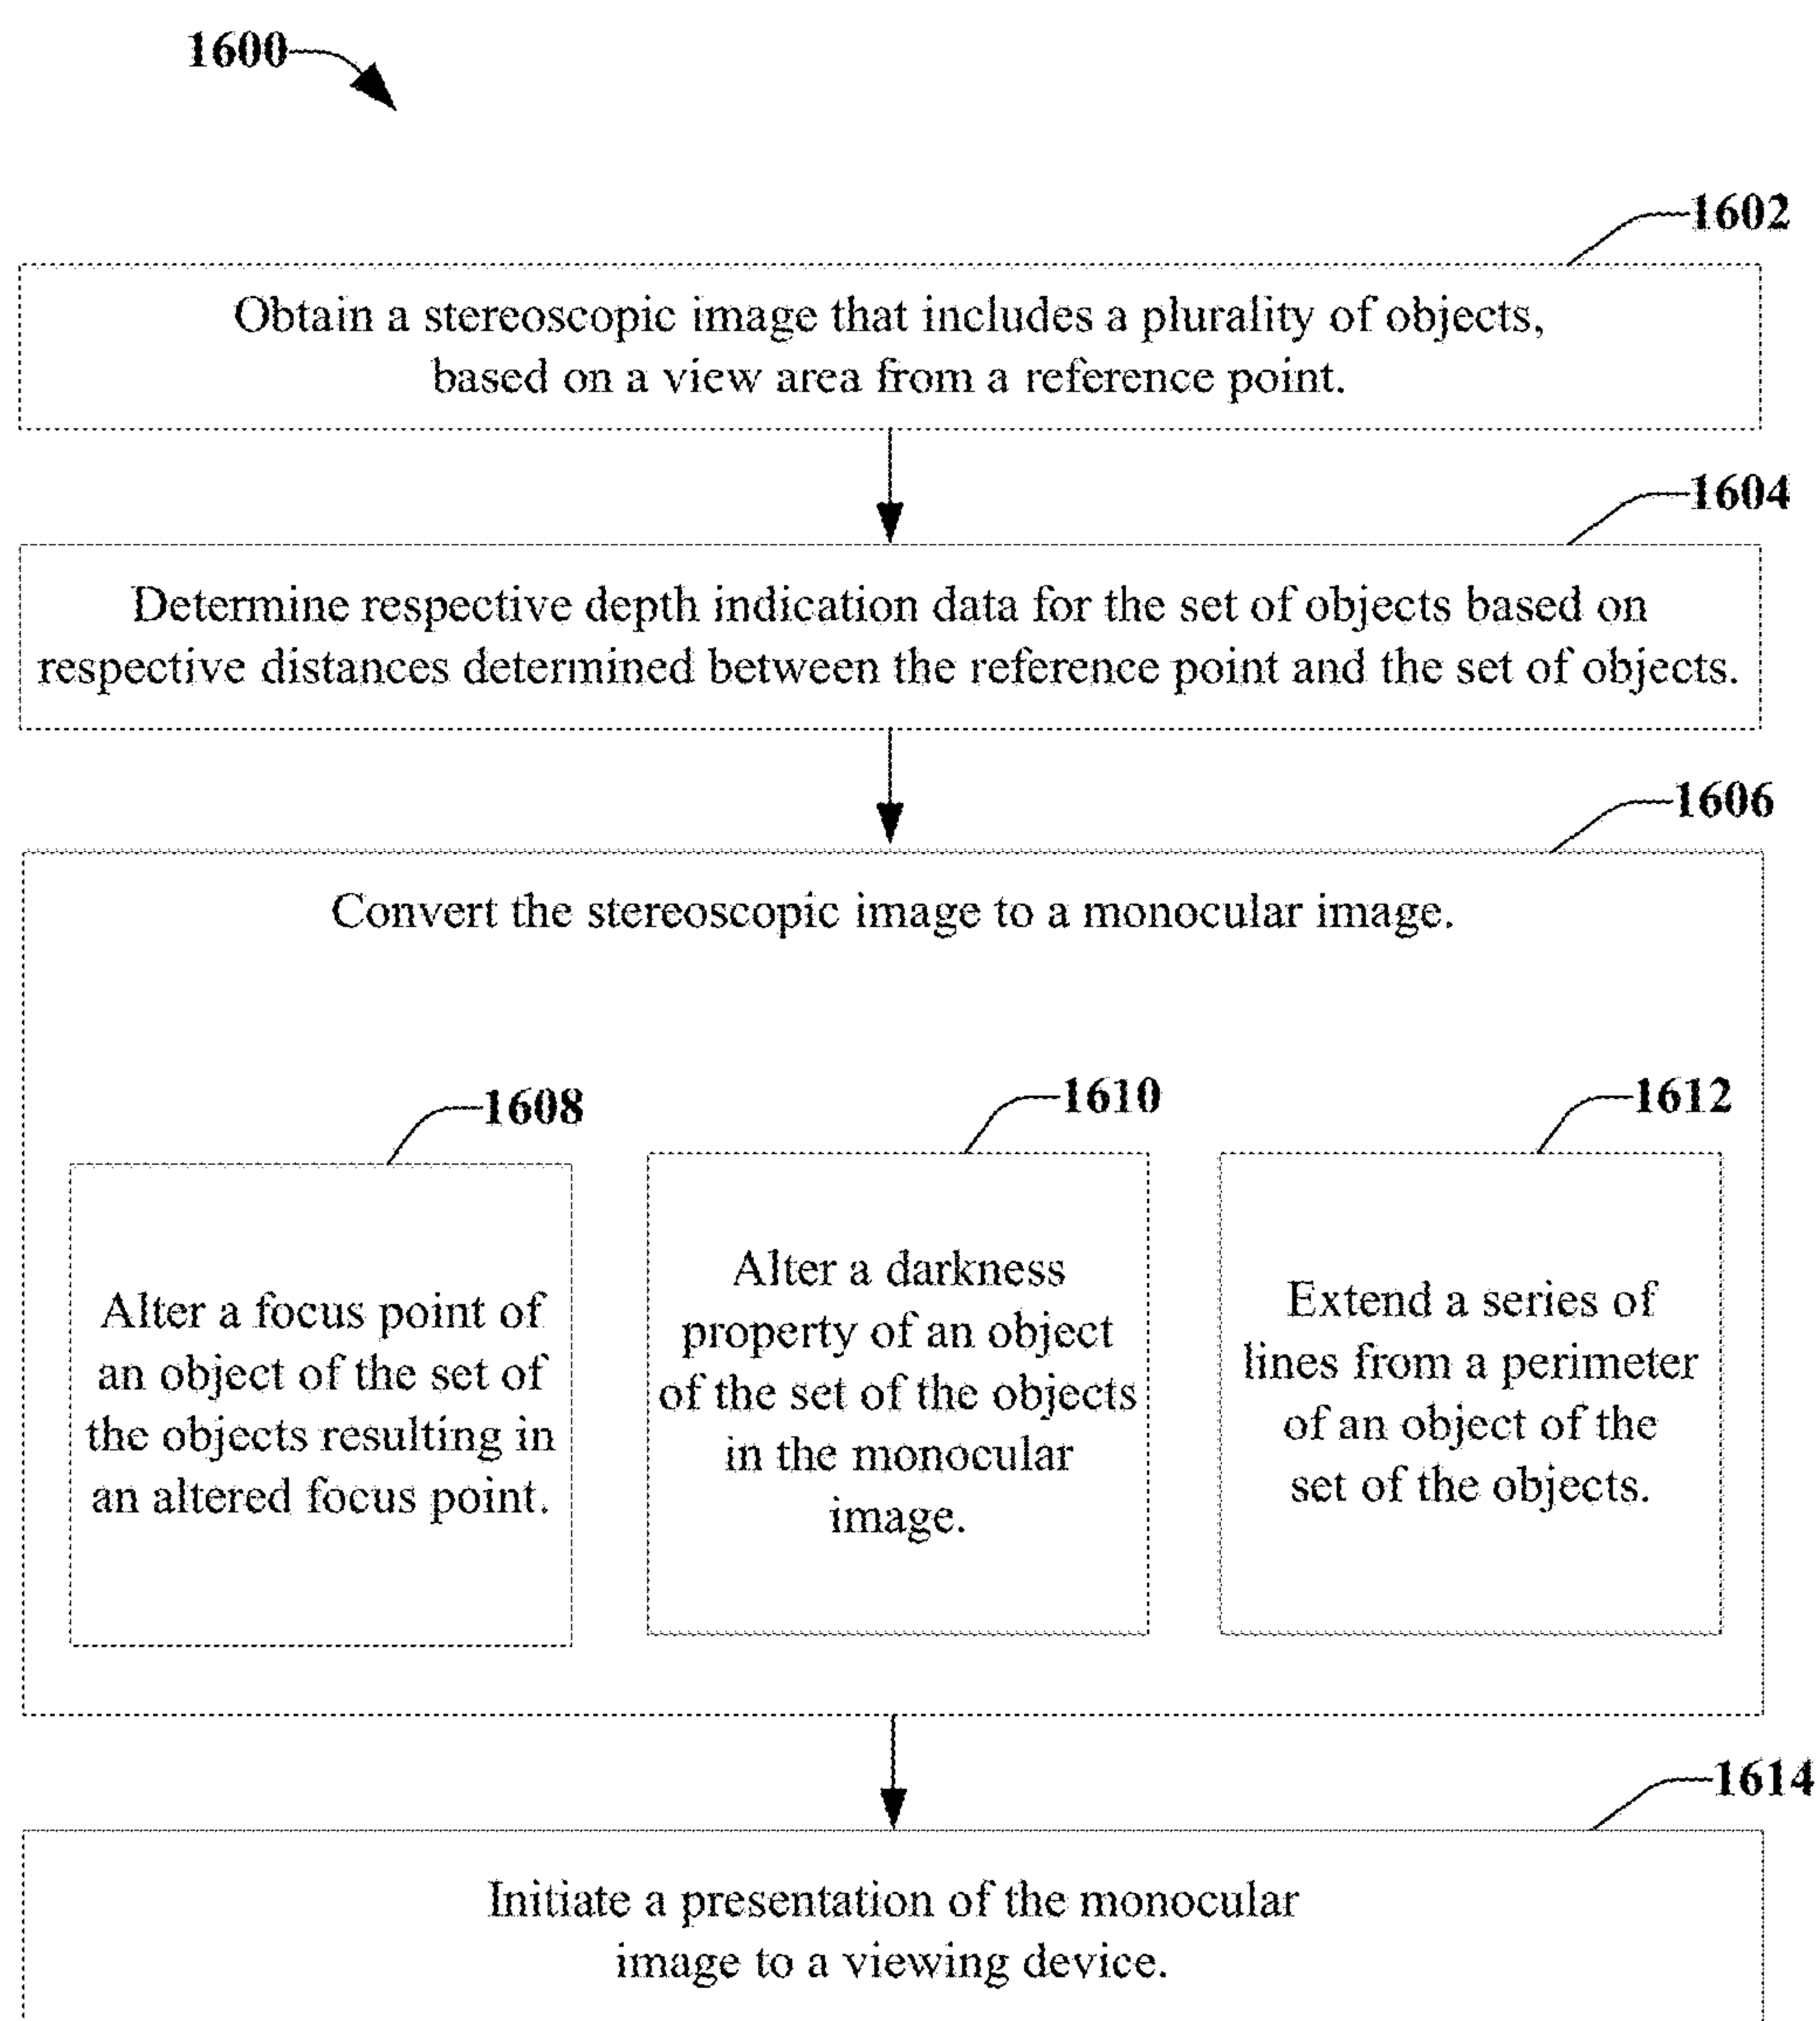 1600
1602
Obtain a stereoscopic image that includes a plurality of objects,
based on a view area from a reference point.
1604
Determine respective depth indication data for the set of objects based on
respective distances determined between the reference point and the set of objects.
1606
Convert the stereoscopic image to a monocular image.
1608
Alter a focus point of
an object of the set of
the objects resulting in
an altered focus point.
1610
Alter a darkness
property of an object
of the set of the objects
in the monocular
image.
1612
Extend a series of
lines from a perimeter
of an object of the
set of the objects.
1614
Initiate a presentation of the monocular
image to a viewing device.